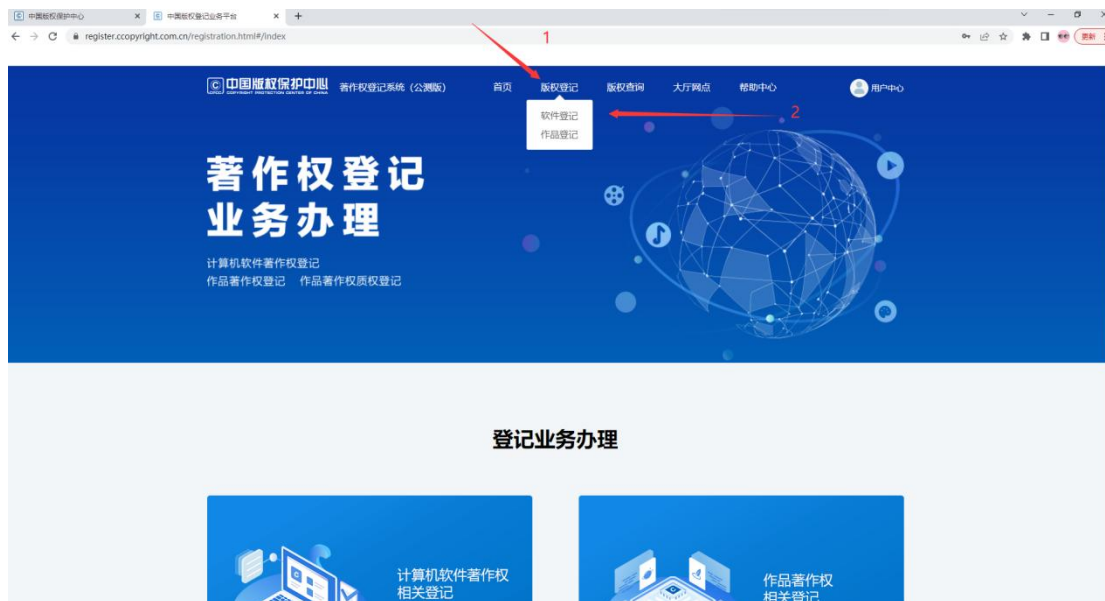 中国版权保护中心
中国版权登记业务平台
register.ccopyright.com.cn/registration.html#/index
更新
1
中国版权保护中心
COPYRIGHT PROTECTION CENTER OF CHINA
著作权登记系统（公测版）
首页
版权登记
版权查询
大厅网点
帮助中心
用户中心
软件登记
2
作品登记
著作权登记
业务办理
计算机软件著作权登记
作品著作权登记 作品著作权质权登记
登记业务办理
计算机软件著作权
相关登记
作品著作权
相关登记